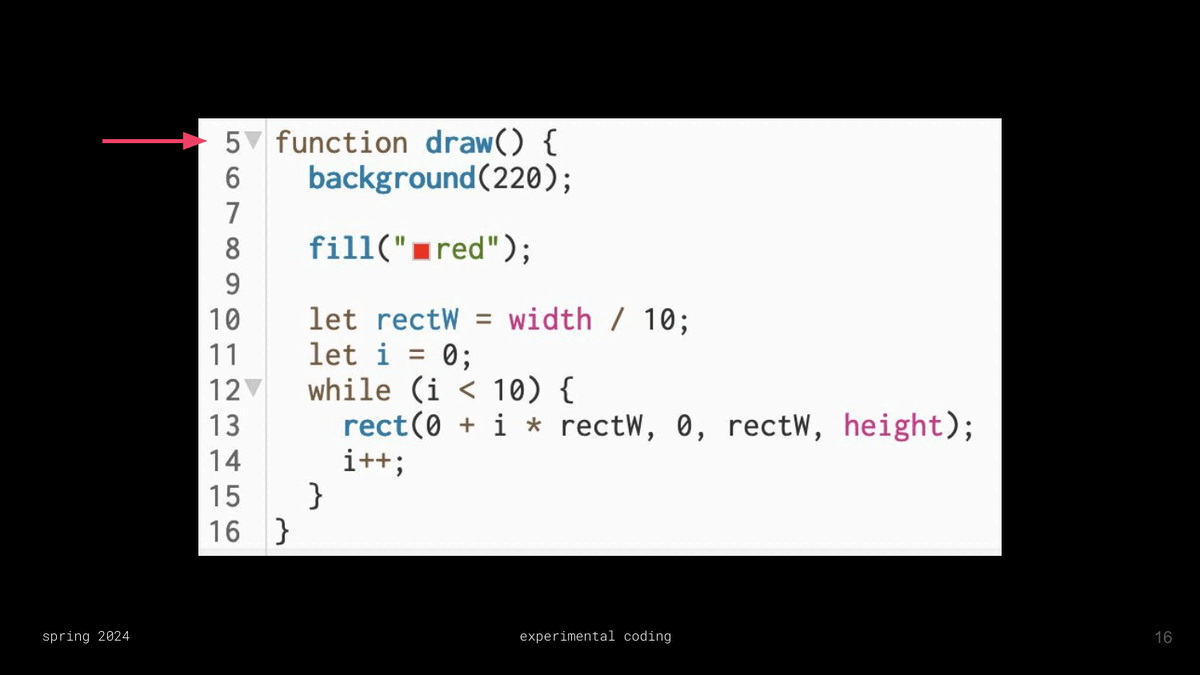 5 function draw() {
6 background(220);
7
8 fill("red");
9
10 let rectW = width / 10;
11 let i = 0;
12 while (i < 10) {
13 rect(0 + i * rectW, 0, rectW, height);
14 i++;
15 }
16 }
spring 2024
experimental coding
16